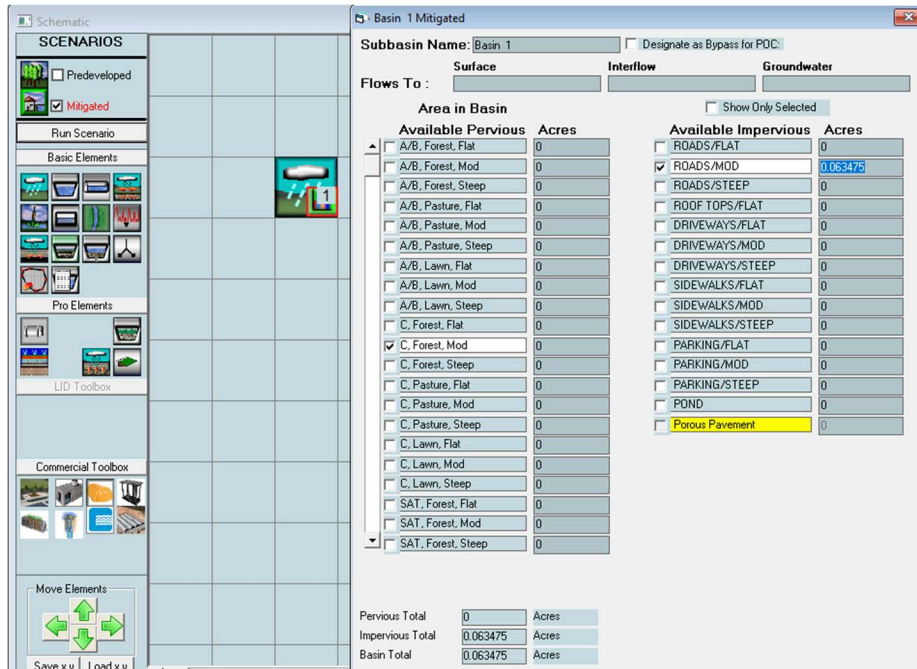 Schematic
SCENARIOS
Predeveloped
Mitigated
Run Scenario
Basic Elements
Pro Elements
LID Toolbox
Commercial Toolbox
Move Elements
Save x,y Load x,y
1
Basin 1 Mitigated
Subbasin Name: Basin 1 Designate as Bypass for POC:
Surface Interflow Groundwater
Flows To :
Area in Basin Show Only Selected
Available Pervious Acres Available Impervious Acres
A/B, Forest, Flat 0 ROADS/FLAT 0
A/B, Forest, Mod 0 ROADS/MOD 0.063475
A/B, Forest, Steep 0 ROADS/STEEP 0
A/B, Pasture, Flat 0 ROOF TOPS/FLAT 0
A/B, Pasture, Mod 0 DRIVEWAYS/FLAT 0
A/B, Pasture, Steep 0 DRIVEWAYS/MOD 0
A/B, Lawn, Flat 0 DRIVEWAYS/STEEP 0
A/B, Lawn, Mod 0 SIDEWALKS/FLAT 0
A/B, Lawn, Steep 0 SIDEWALKS/MOD 0
C, Forest, Flat 0 SIDEWALKS/STEEP 0
C, Forest, Mod 0 PARKING/FLAT 0
C, Forest, Steep 0 PARKING/MOD 0
C, Pasture, Flat 0 PARKING/STEEP 0
C, Pasture, Mod 0 POND 0
C, Pasture, Steep 0 Porous Pavement 0
C, Lawn, Flat 0
C, Lawn, Mod 0
C, Lawn, Steep 0
SAT, Forest, Flat 0
SAT, Forest, Mod 0
SAT, Forest, Steep 0
Pervious Total 0 Acres
Impervious Total 0.063475 Acres
Basin Total 0.063475 Acres